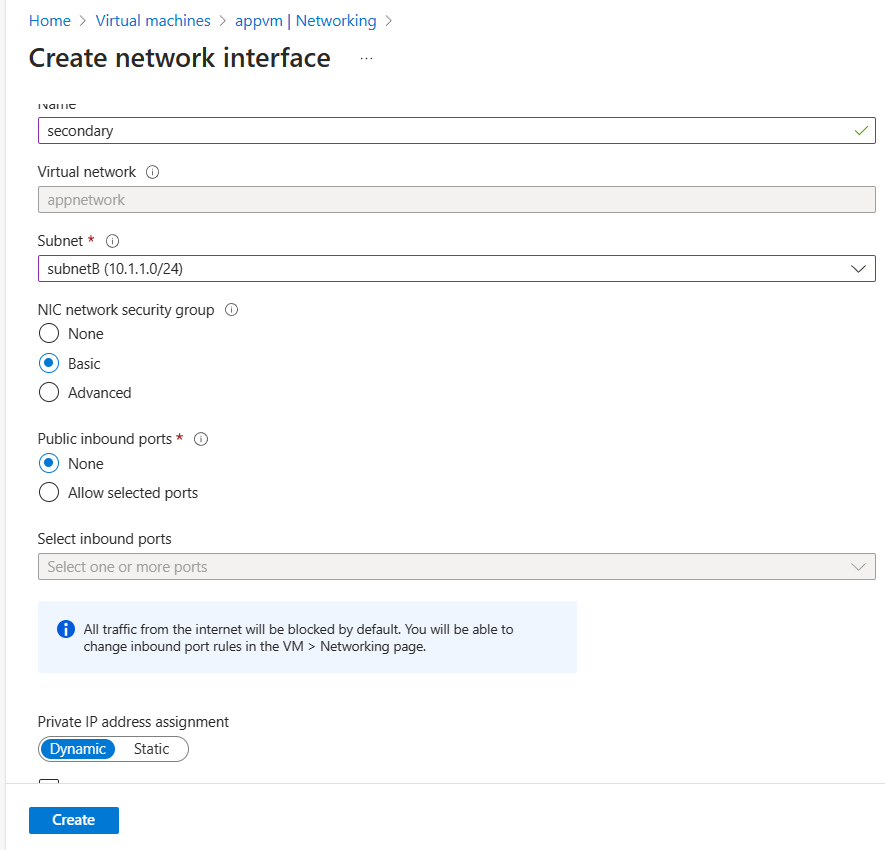 Home > Virtual machines > appvm | Networking >
Create network interface ...
Name
secondary
Virtual network
appnetwork
Subnet *
subnetB (10.1.1.0/24)
NIC network security group
None
Basic
Advanced
Public inbound ports *
None
Allow selected ports
Select inbound ports
Select one or more ports
All traffic from the internet will be blocked by default. You will be able to
change inbound port rules in the VM > Networking page.
Private IP address assignment
Dynamic Static
Create